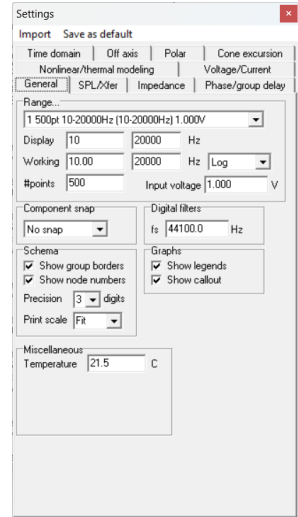 Settings ×
Import Save as default
Time domain Off axis Polar Cone excursion
Nonlinear/thermal modeling Voltage/Current
General SPL/Xfer Impedance Phase/group delay
Range...
1 500pt 10-20000Hz (10-20000Hz) 1.000V
Display 10 20000 Hz
Working 10.00 20000 Hz Log
#points 500 Input voltage 1.000 V
Component snap Digital filters
No snap fs 44100.0 Hz
Schema Graphs
Show group borders Show legends
Show node numbers Show callout
Precision 3 digits
Print scale Fit
Miscellaneous
Temperature 21.5 C